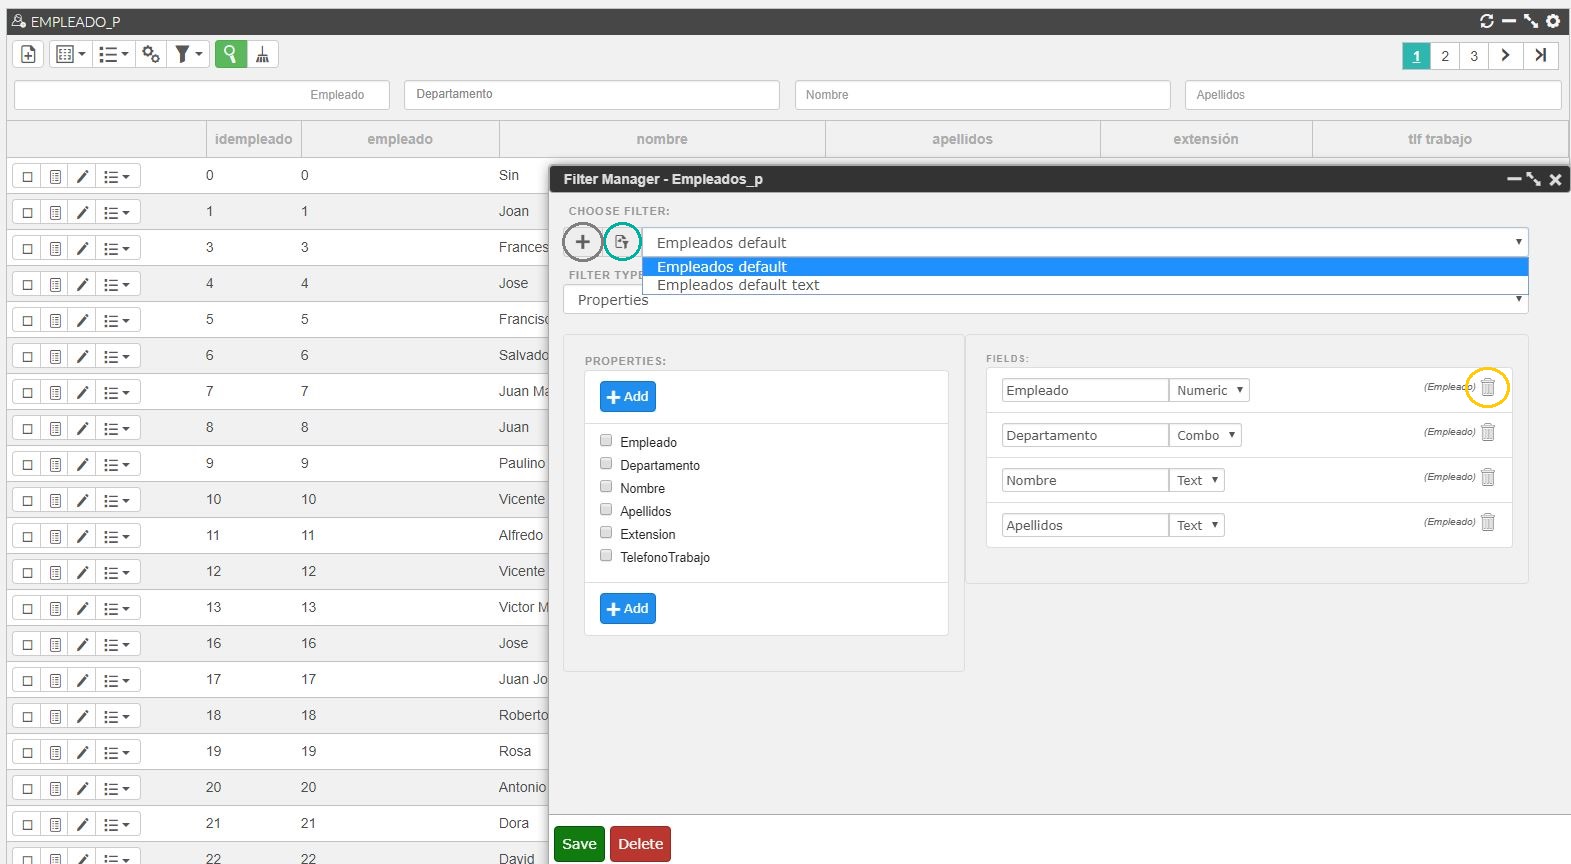 EMPLEADO_P
1 2 3
Empleado Departamento Nombre Apellidos
idempleado empleado nombre apellidos extensión tlf trabajo
0 0 Sin
1 1 Joan
3 3 Frances
4 4 Jose
5 5 Francisc
6 6 Salvado
7 7 Juan Ma
8 8 Juan
9 9 Paulino
10 10 Vicente
11 11 Alfredo
12 12 Vicente
13 13 Victor M
16 16 Jose
17 17 Juan Jo
18 18 Roberto
19 19 Rosa
20 20 Antonio
21 21 Dora
22 22 David
Filter Manager - Empleados_p
CHOOSE FILTER:
Empleados default
Empleados default
Empleados default text
FILTER TYPE
Properties
PROPERTIES:
Add
Empleado
Departamento
Nombre
Apellidos
Extension
TelefonoTrabajo
Add
FIELDS:
Empleado Numeric (Empleado)
Departamento Combo (Empleado)
Nombre Text (Empleado)
Apellidos Text (Empleado)
Save Delete